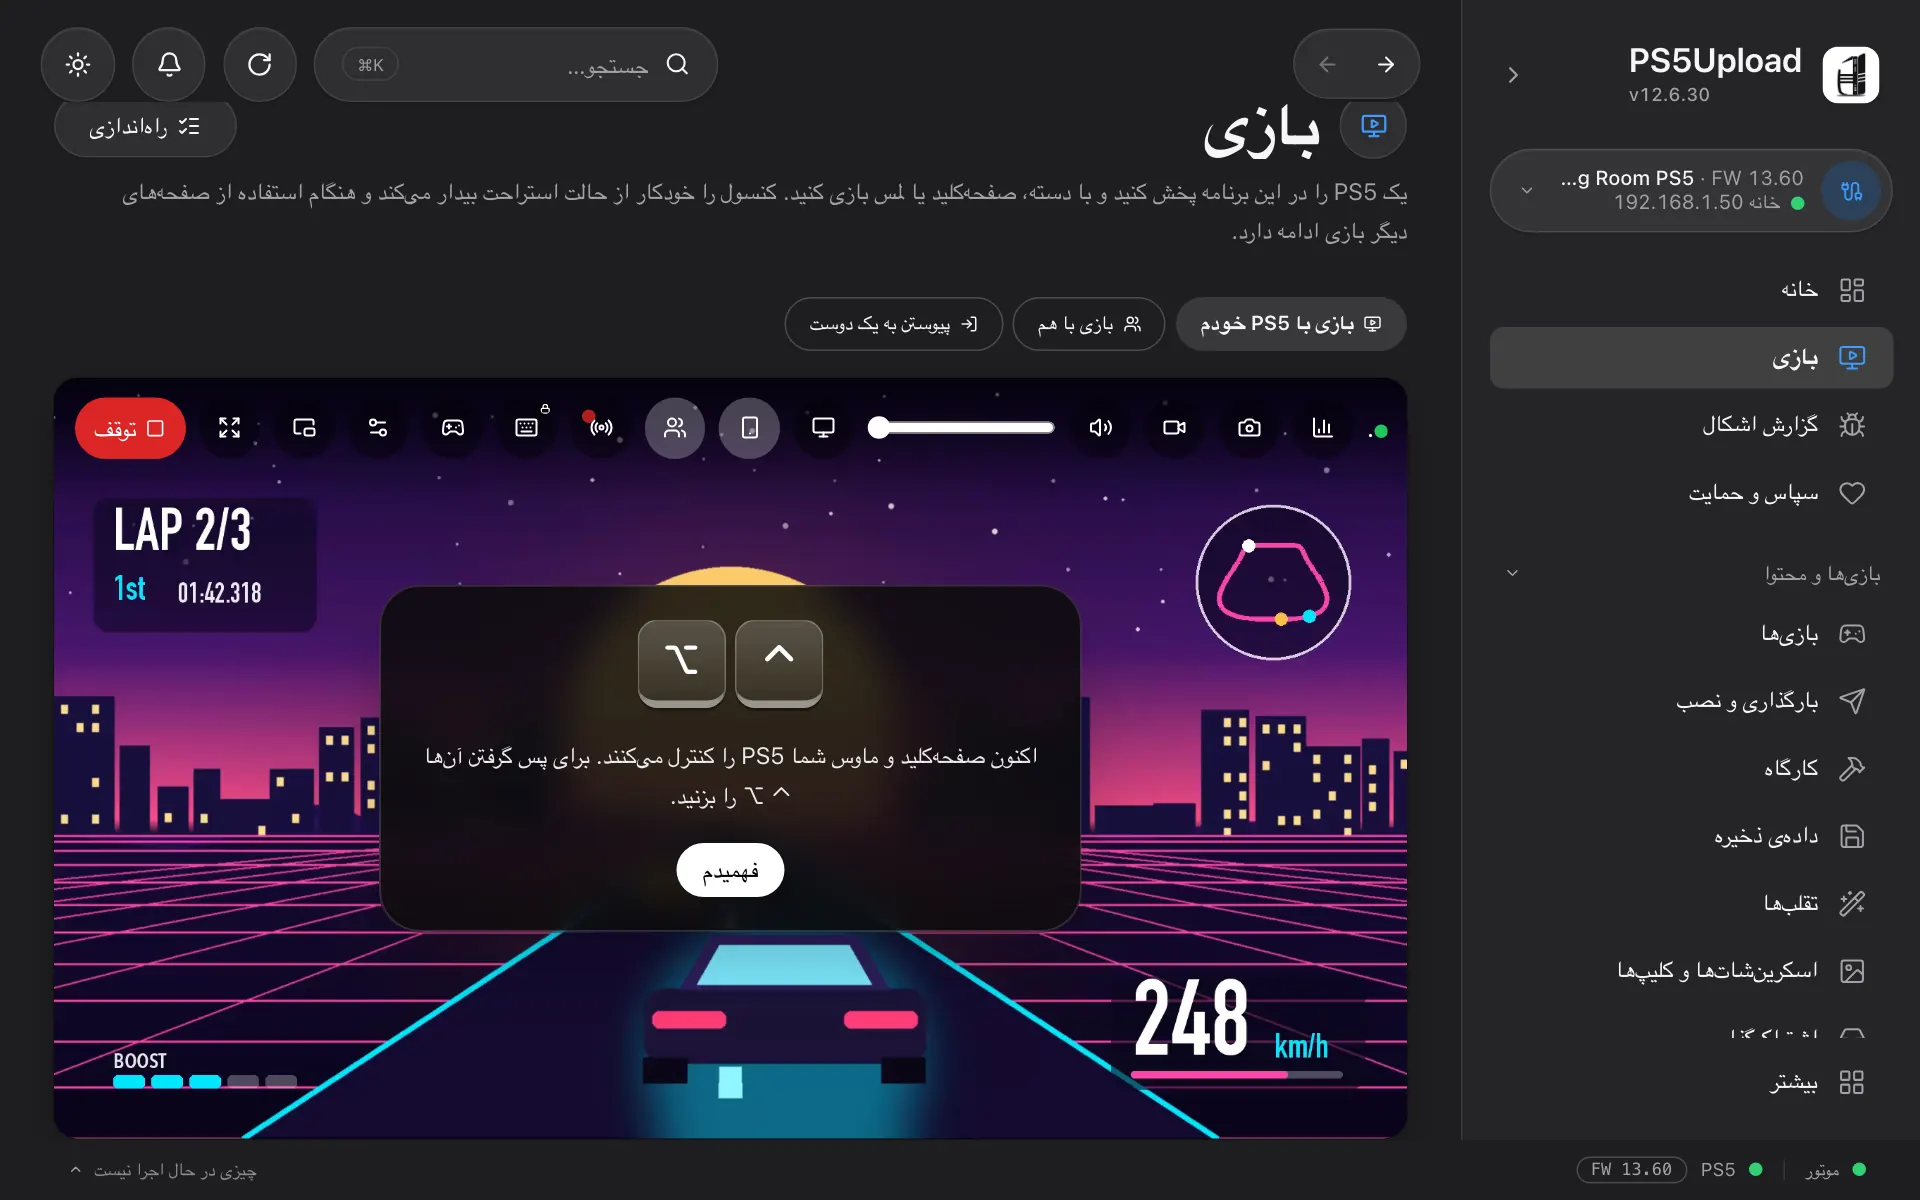 PS5Upload
v12.6.30
...g Room PS5 · FW 13.60
خانه 192.168.1.50
خانه
بازی
گزارش اشکال
سپاس و حمایت
بازی‌ها و محتوا
بازی‌ها
بارگذاری و نصب
کارگاه
داده‌ی ذخیره
تقلب‌ها
اسکرین‌شات‌ها و کلیپ‌ها
بیشتر
جستجو...
⌘K
بازی
راه‌اندازی
یک PS5 را در این برنامه پخش کنید و با دسته، صفحه‌کلید یا لمس بازی کنید. کنسول را خودکار از حالت استراحت بیدار می‌کند و هنگام استفاده از صفحه‌های
دیگر بازی ادامه دارد.
بازی با PS5 خودم
بازی با هم
پیوستن به یک دوست
توقف
LAP 2/3
1st 01:42.318
⌥ ^
اکنون صفحه‌کلید و ماوس شما PS5 را کنترل می‌کنند. برای پس گرفتن آن‌ها
^ ⌥ را بزنید.
فهمیدم
248 km/h
BOOST
موتور
PS5
FW 13.60
چیزی در حال اجرا نیست